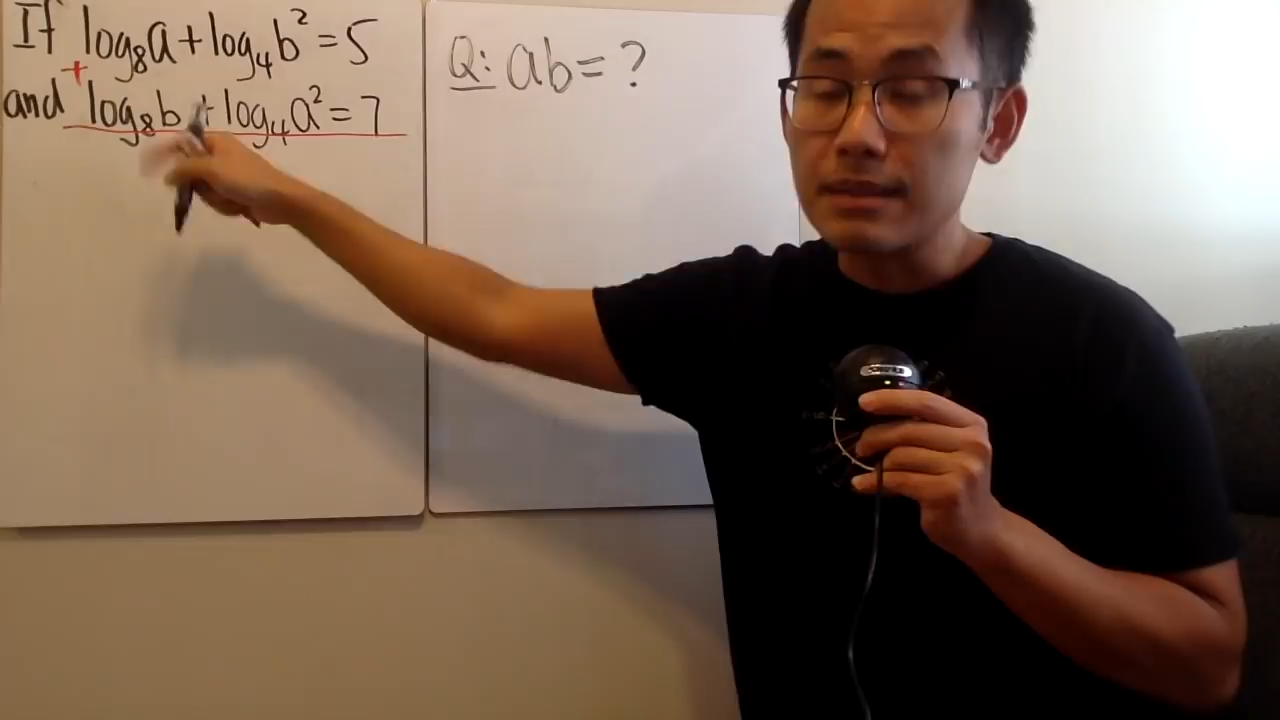 If log₈a + log₄b² = 5
+
and log₈b + log₄a² = 7
Q: ab = ?